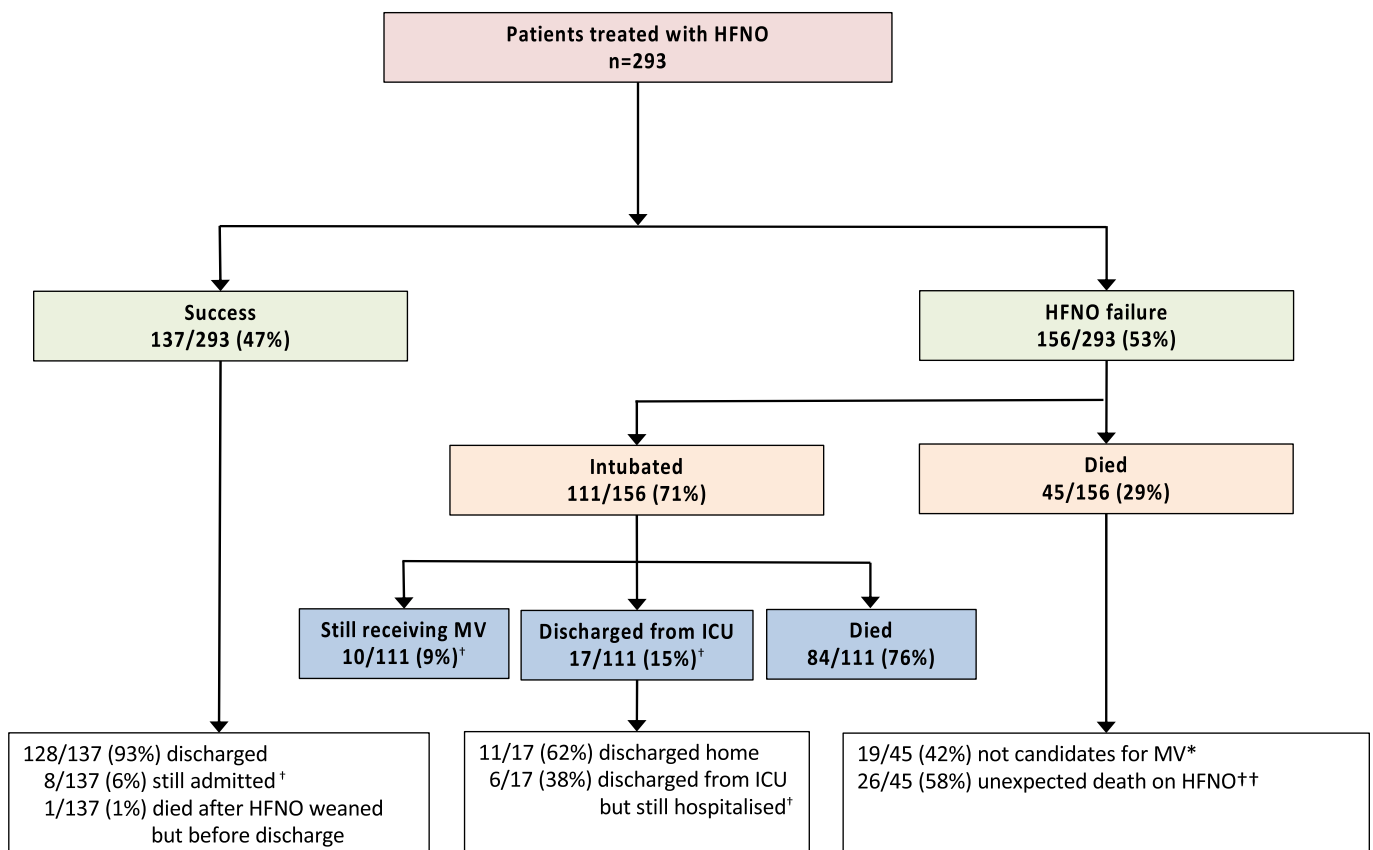 Patients treated with HFNO
n=293
Success
137/293 (47%)
HFNO failure
156/293 (53%)
Intubated
111/156 (71%)
Died
45/156 (29%)
Still receiving MV
10/111 (9%)†
Discharged from ICU
17/111 (15%)†
Died
84/111 (76%)
128/137 (93%) discharged
8/137 (6%) still admitted †
1/137 (1%) died after HFNO weaned
but before discharge
11/17 (62%) discharged home
6/17 (38%) discharged from ICU
but still hospitalised†
19/45 (42%) not candidates for MV*
26/45 (58%) unexpected death on HFNO††